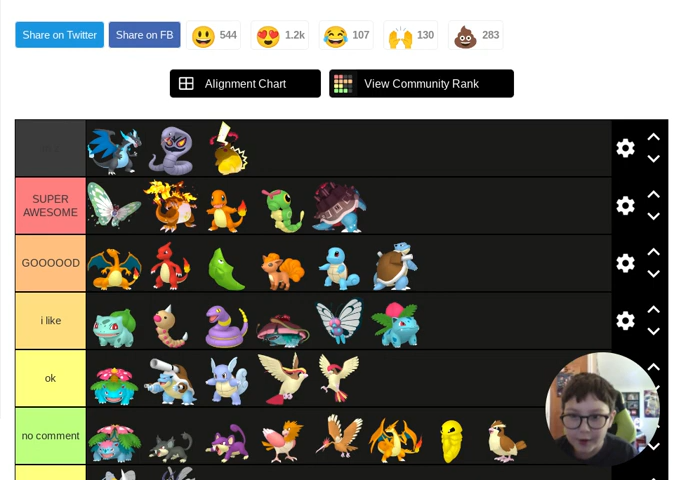 Share on Twitter
Share on FB
544
1.2k
107
130
283
Alignment Chart
View Community Rank
SUPER
AWESOME
GOOOOOD
i like
ok
no comment